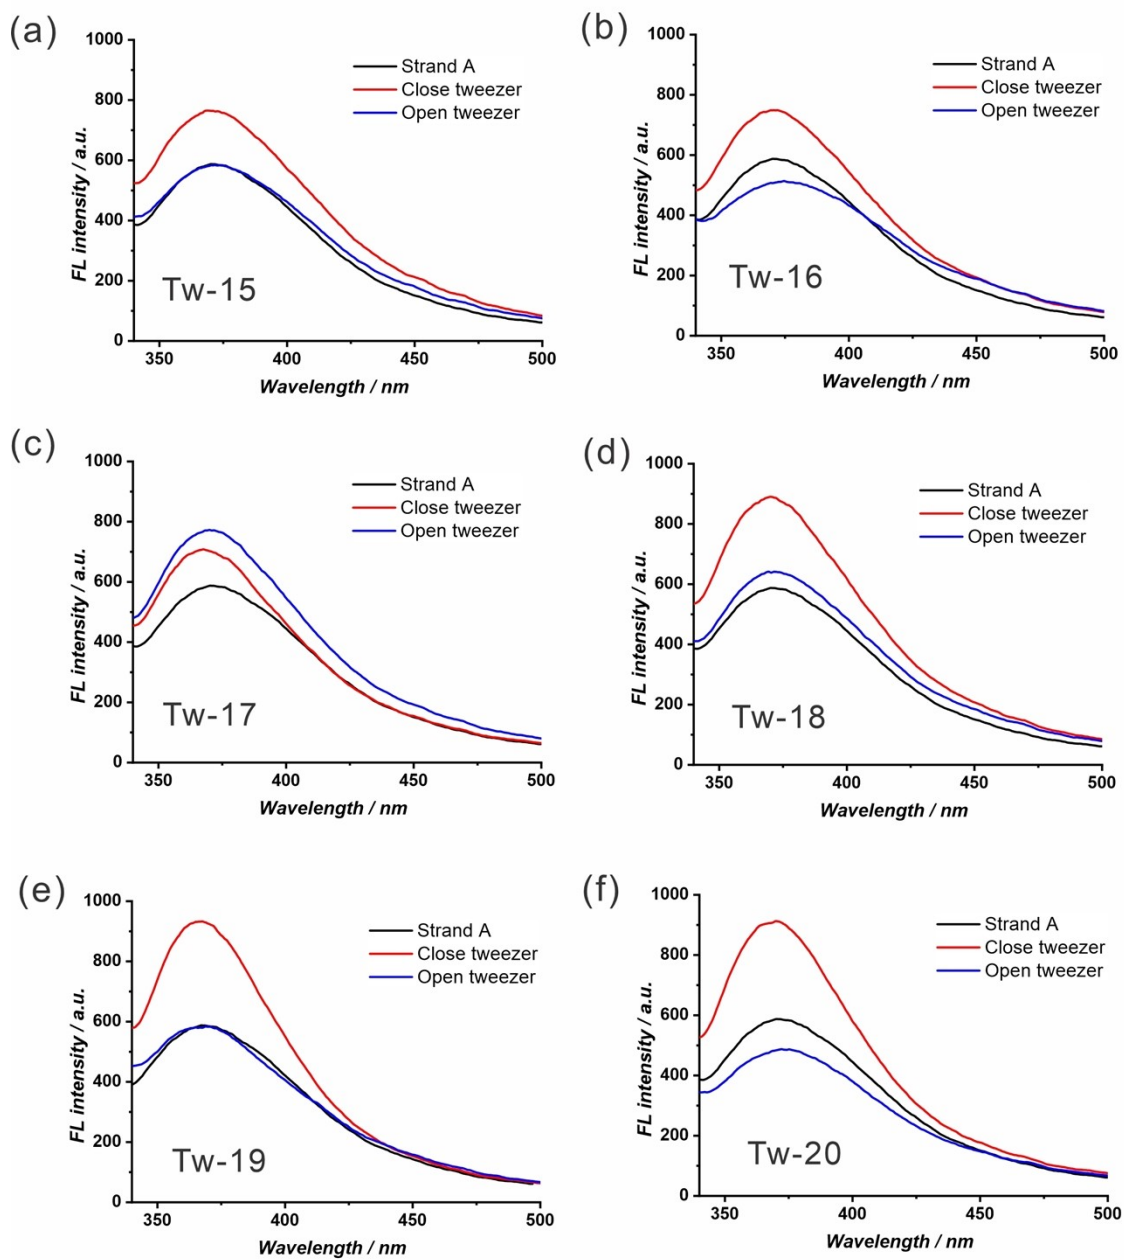 (a)
1000
800
600
400
200
0
FL intensity / a.u.
Strand A
Close tweezer
Open tweezer
Tw-15
350 400 450 500
Wavelength / nm
(b)
1000
800
600
400
200
0
FL intensity / a.u.
Strand A
Close tweezer
Open tweezer
Tw-16
350 400 450 500
Wavelength / nm
(c)
1000
800
600
400
200
0
FL intensity / a.u.
Strand A
Close tweezer
Open tweezer
Tw-17
350 400 450 500
Wavelength / nm
(d)
1000
800
600
400
200
0
FL intensity / a.u.
Strand A
Close tweezer
Open tweezer
Tw-18
350 400 450 500
Wavelength / nm
(e)
1000
800
600
400
200
0
FL intensity / a.u.
Strand A
Close tweezer
Open tweezer
Tw-19
350 400 450 500
Wavelength / nm
(f)
1000
800
600
400
200
0
FL intensity / a.u.
Strand A
Close tweezer
Open tweezer
Tw-20
350 400 450 500
Wavelength / nm